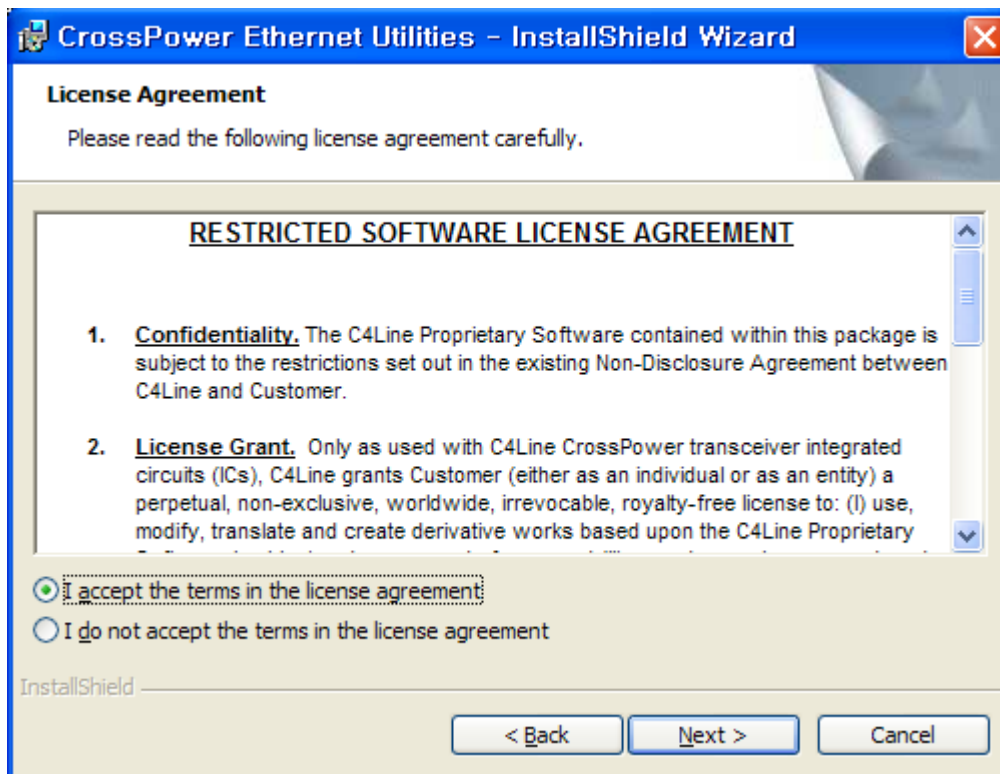 CrossPower Ethernet Utilities - InstallShield Wizard
License Agreement
Please read the following license agreement carefully.
RESTRICTED SOFTWARE LICENSE AGREEMENT
1. Confidentiality. The C4Line Proprietary Software contained within this package is
subject to the restrictions set out in the existing Non-Disclosure Agreement between
C4Line and Customer.
2. License Grant. Only as used with C4Line CrossPower transceiver integrated
circuits (ICs), C4Line grants Customer (either as an individual or as an entity) a
perpetual, non-exclusive, worldwide, irrevocable, royalty-free license to: (I) use,
modify, translate and create derivative works based upon the C4Line Proprietary
I accept the terms in the license agreement
I do not accept the terms in the license agreement
InstallShield
< Back
Next >
Cancel